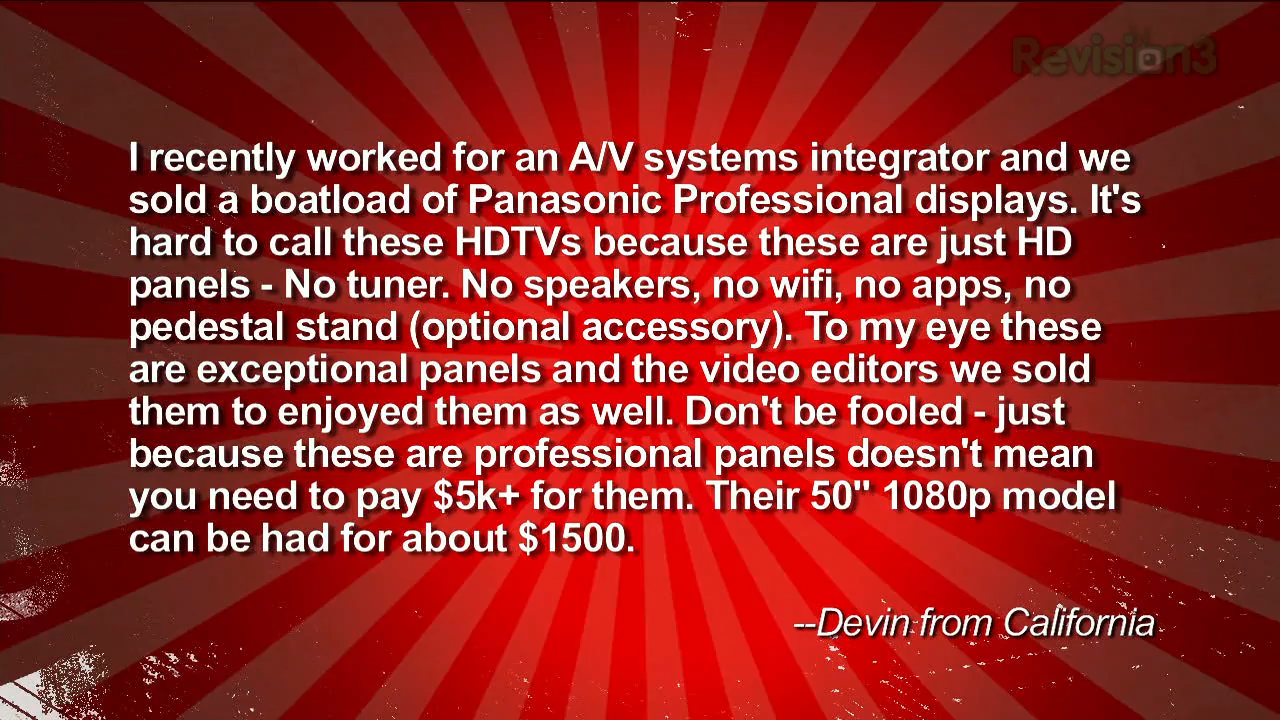 Revision3
I recently worked for an A/V systems integrator and we
sold a boatload of Panasonic Professional displays. It's
hard to call these HDTVs because these are just HD
panels - No tuner. No speakers, no wifi, no apps, no
pedestal stand (optional accessory). To my eye these
are exceptional panels and the video editors we sold
them to enjoyed them as well. Don't be fooled - just
because these are professional panels doesn't mean
you need to pay $5k+ for them. Their 50" 1080p model
can be had for about $1500.
--Devin from California